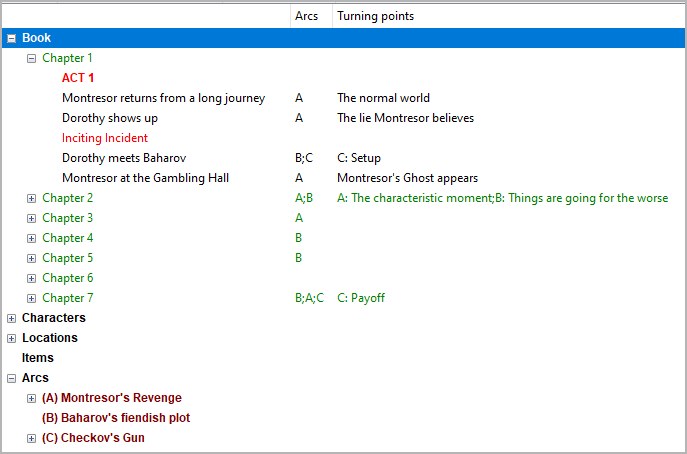 Arcs Turning points
Book
Chapter 1
ACT 1
Montresor returns from a long journey A The normal world
Dorothy shows up A The lie Montresor believes
Inciting Incident
Dorothy meets Baharov B;C C: Setup
Montresor at the Gambling Hall A Montresor's Ghost appears
Chapter 2 A;B A: The characteristic moment;B: Things are going for the worse
Chapter 3 A
Chapter 4 B
Chapter 5 B
Chapter 6
Chapter 7 B;A;C C: Payoff
Characters
Locations
Items
Arcs
(A) Montresor's Revenge
(B) Baharov's fiendish plot
(C) Checkov's Gun